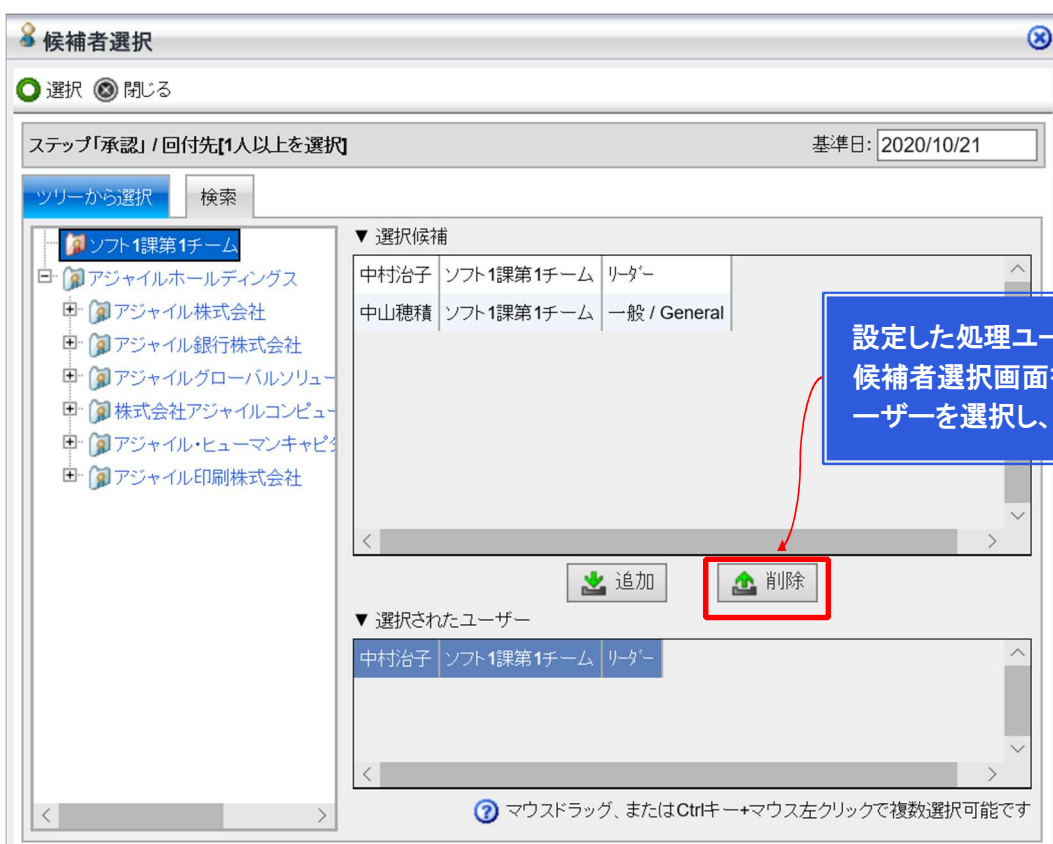 候補者選択
選択 閉じる
ステップ「承認」 / 回付先[1人以上を選択]
基準日: 2020/10/21
ツリーから選択 検索
ソフト1課第1チーム
アジャイルホールディングス
アジャイル株式会社
アジャイル銀行株式会社
アジャイルグローバルソリュー
株式会社アジャイルコンピュー
アジャイル・ヒューマンキャピタ
アジャイル印刷株式会社
▼ 選択候補
中村治子 ソフト1課第1チーム リーダー
中山穂積 ソフト1課第1チーム 一般 / General
設定した処理ユー
候補者選択画面
ーザーを選択し、
追加 削除
▼ 選択されたユーザー
中村治子 ソフト1課第1チーム リーダー
マウスドラッグ、またはCtrlキー+マウス左クリックで複数選択可能です